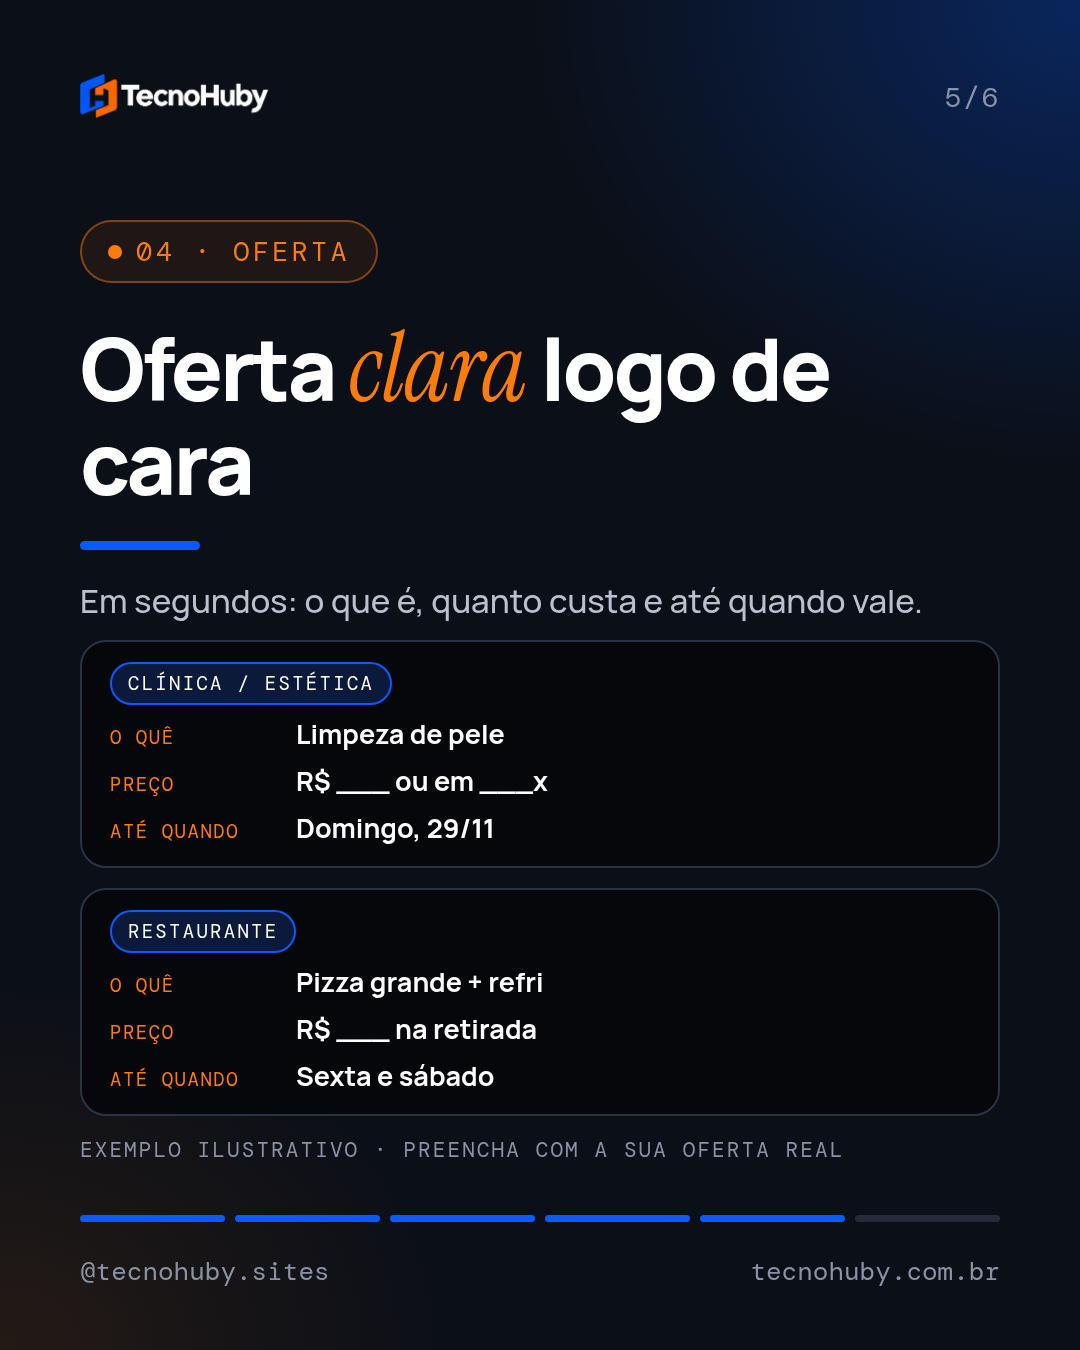 TecnoHuby
5/6
04 · OFERTA
Oferta clara logo de
cara
Em segundos: o que é, quanto custa e até quando vale.
CLÍNICA / ESTÉTICA
O QUÊ Limpeza de pele
PREÇO R$ ____ ou em ____x
ATÉ QUANDO Domingo, 29/11
RESTAURANTE
O QUÊ Pizza grande + refri
PREÇO R$ ____ na retirada
ATÉ QUANDO Sexta e sábado
EXEMPLO ILUSTRATIVO · PREENCHA COM A SUA OFERTA REAL
@tecnohuby.sites
tecnohuby.com.br